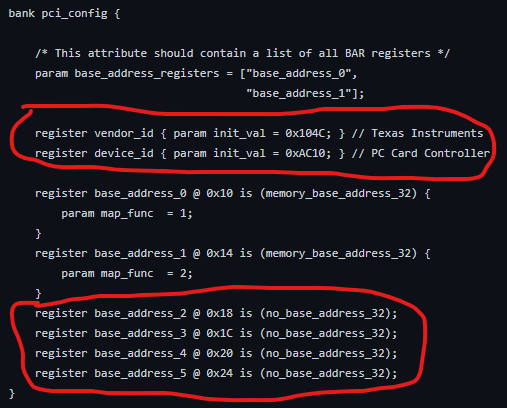 bank pci_config {
/* This attribute should contain a list of all BAR registers */
param base_address_registers = ["base_address_0",
"base_address_1"];
register vendor_id { param init_val = 0x104C; } // Texas Instruments
register device_id { param init_val = 0xAC10; } // PC Card Controller
register base_address_0 @ 0x10 is (memory_base_address_32) {
param map_func  = 1;
}
register base_address_1 @ 0x14 is (memory_base_address_32) {
param map_func  = 2;
}
register base_address_2 @ 0x18 is (no_base_address_32);
register base_address_3 @ 0x1C is (no_base_address_32);
register base_address_4 @ 0x20 is (no_base_address_32);
register base_address_5 @ 0x24 is (no_base_address_32);
}